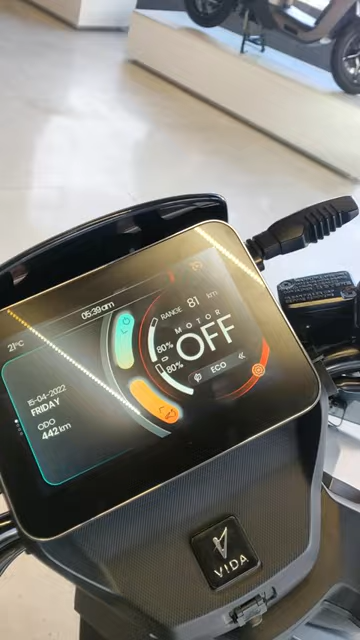 05:39am
21°C
RANGE 81 km
MOTOR
OFF
80%
80%
ECO
15-04-2022
FRIDAY
ODO
442 km
VIDA